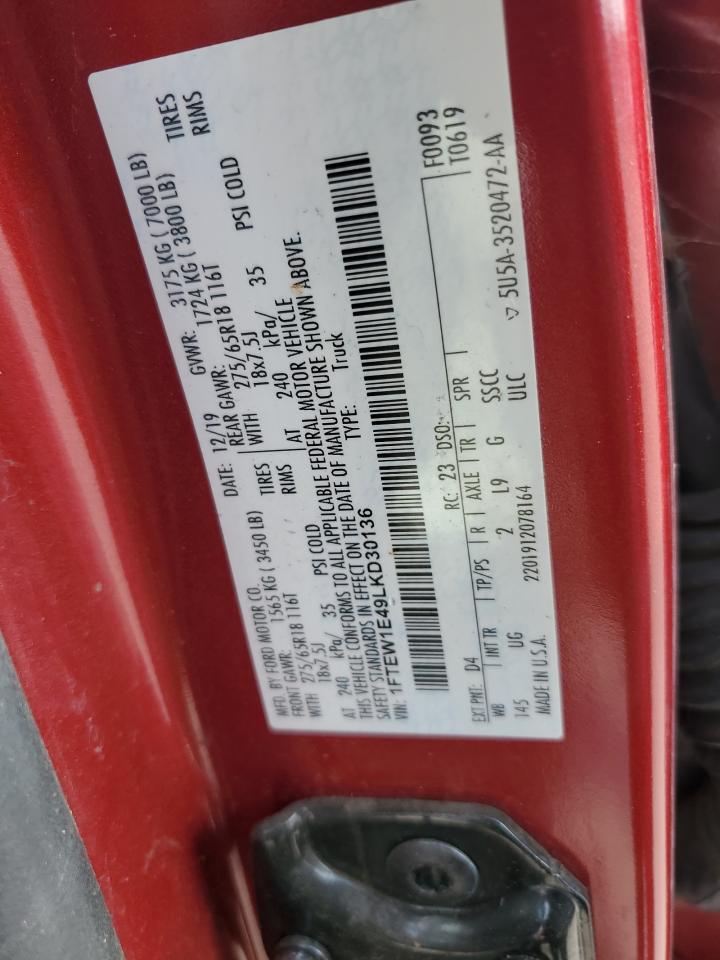 MFD. BY FORD MOTOR CO.
DATE: 12/19 GVWR: 3175 KG ( 7000 LB)
FRONT GAWR: 1565 KG ( 3450 LB) REAR GAWR: 1724 KG ( 3800 LB)
WITH 275/65R18 116T TIRES WITH 275/65R18 116T TIRES
18x7.5J RIMS 18x7.5J RIMS
AT 240 kPa/ 35 PSI COLD AT 240 kPa/ 35 PSI COLD
THIS VEHICLE CONFORMS TO ALL APPLICABLE FEDERAL MOTOR VEHICLE
SAFETY STANDARDS IN EFFECT ON THE DATE OF MANUFACTURE SHOWN ABOVE.
VIN: 1FTEW1E49LKD30136 TYPE: Truck
F0093
EXT PNT: D4 RC: 23 DSO: T0619
WB INT TR TP/PS R AXLE TR SPR
145 UG 2 L9 G SSCC
MADE IN U.S.A. 2201912078164 ULC ▽ 5U5A-3520472-AA